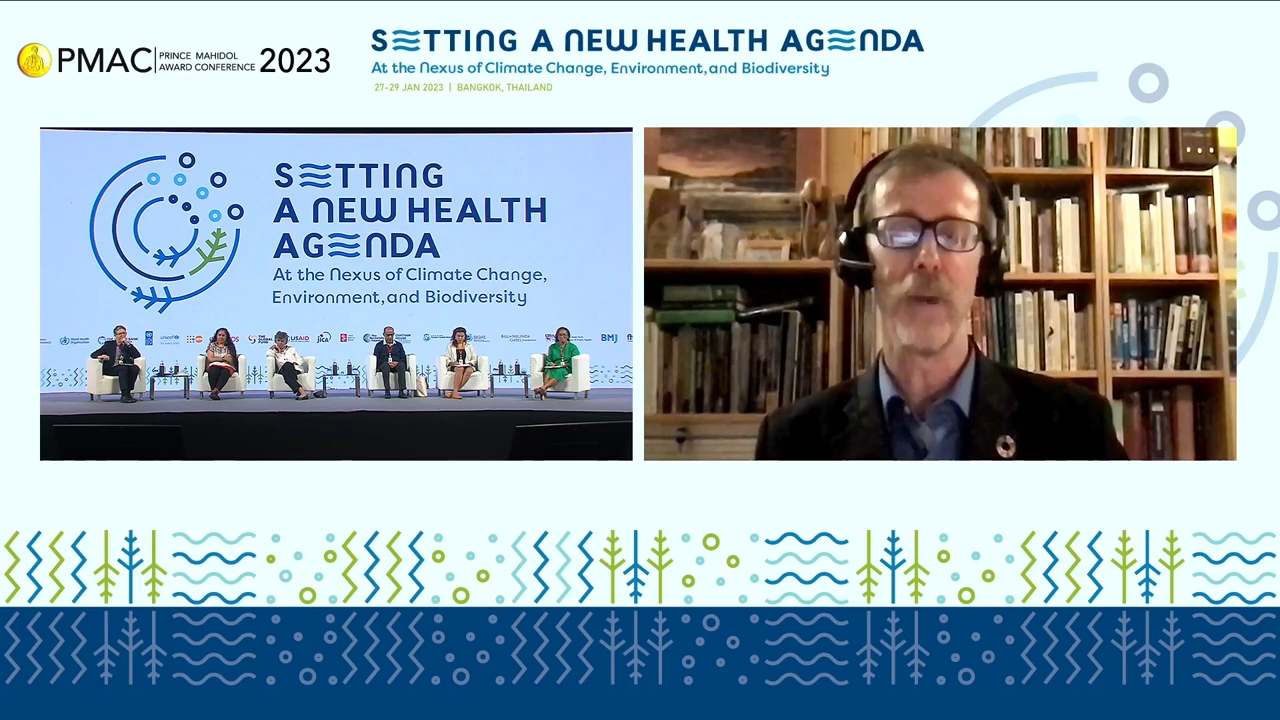 PMAC
PRINCE MAHIDOL
AWARD CONFERENCE
2023
SETTING A NEW HEALTH AGENDA
At the Nexus of Climate Change, Environment, and Biodiversity
27-29 JAN 2023 | BANGKOK, THAILAND
SETTING
A NEW HEALTH
AGENDA
At the Nexus of Climate Change,
Environment, and Biodiversity
USAID
jica
BMJ